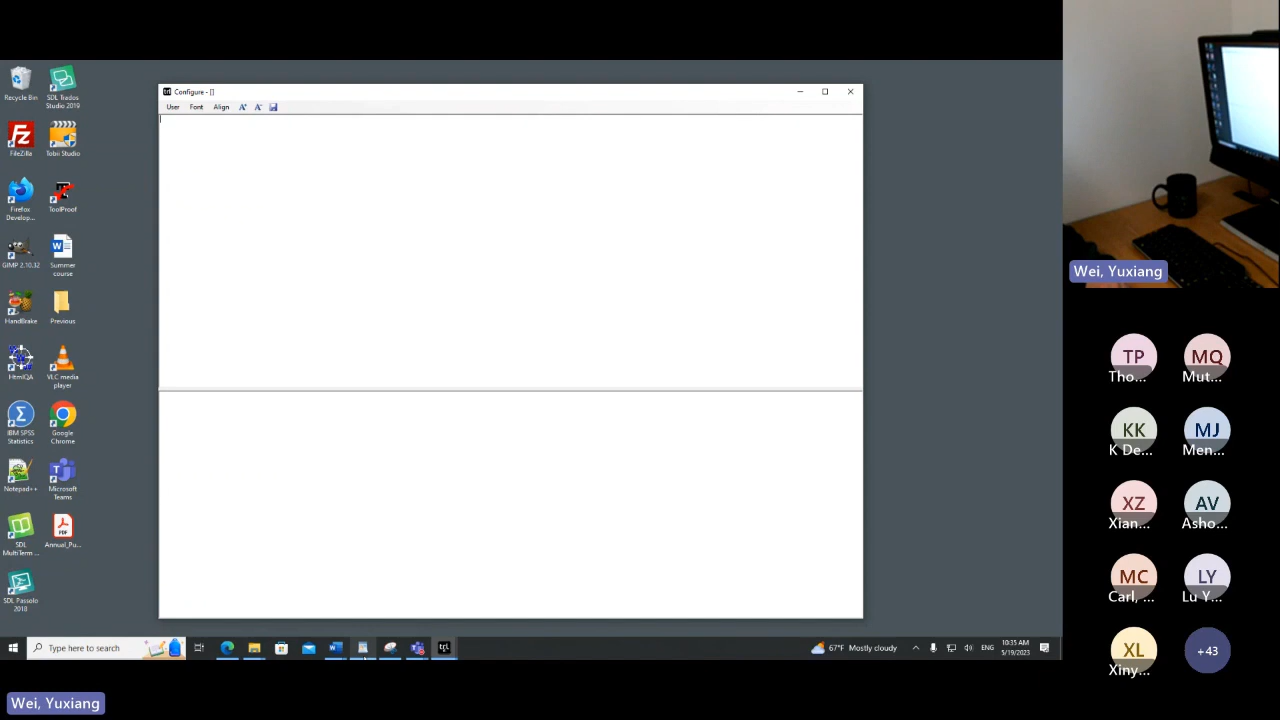 Configure - []
User Font Align A+ A-
Recycle Bin
SDL Trados
Studio 2019
FileZilla
Tobii Studio
Firefox
Develop...
ToolProof
GIMP 2.10.32
Summer
course
HandBrake
Previous
HtmlQA
VLC media
player
IBM SPSS
Statistics
Google
Chrome
Notepad++
Microsoft
Teams
SDL
MultiTerm ...
PDF
Annual_Pu...
SDL Passolo
2018
Type here to search
67°F Mostly cloudy
ENG
10:35 AM
5/19/2023
Wei, Yuxiang
Wei, Yuxiang
TP
Tho...
MQ
Mut...
KK
K De...
MJ
Men...
XZ
Xian...
AV
Asho...
MC
Carl, ...
LY
Lu Y...
XL
Xiny...
+43